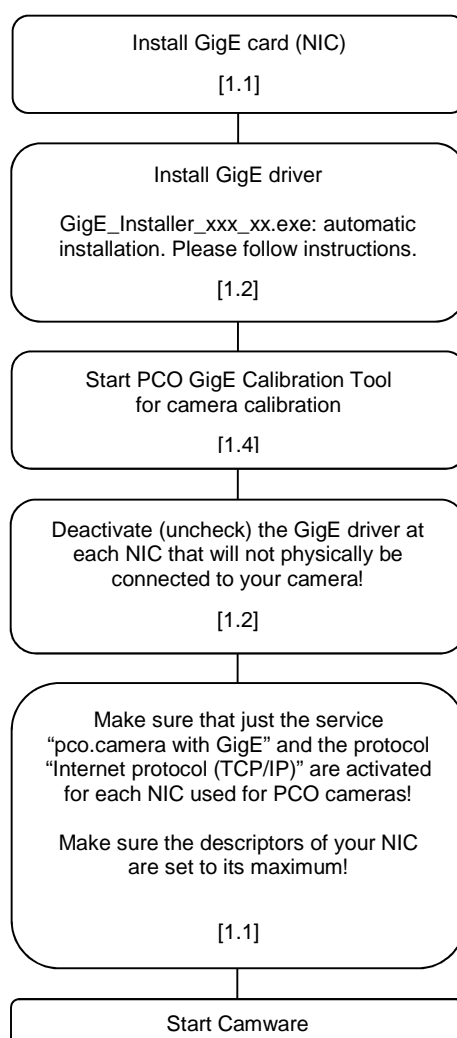 Install GigE card (NIC)
[1.1]
Install GigE driver
GigE_Installer_xxx_xx.exe: automatic
installation. Please follow instructions.
[1.2]
Start PCO GigE Calibration Tool
for camera calibration
[1.4]
Deactivate (uncheck) the GigE driver at
each NIC that will not physically be
connected to your camera!
[1.2]
Make sure that just the service
“pco.camera with GigE” and the protocol
“Internet protocol (TCP/IP)” are activated
for each NIC used for PCO cameras!
Make sure the descriptors of your NIC
are set to its maximum!
[1.1]
Start Camware